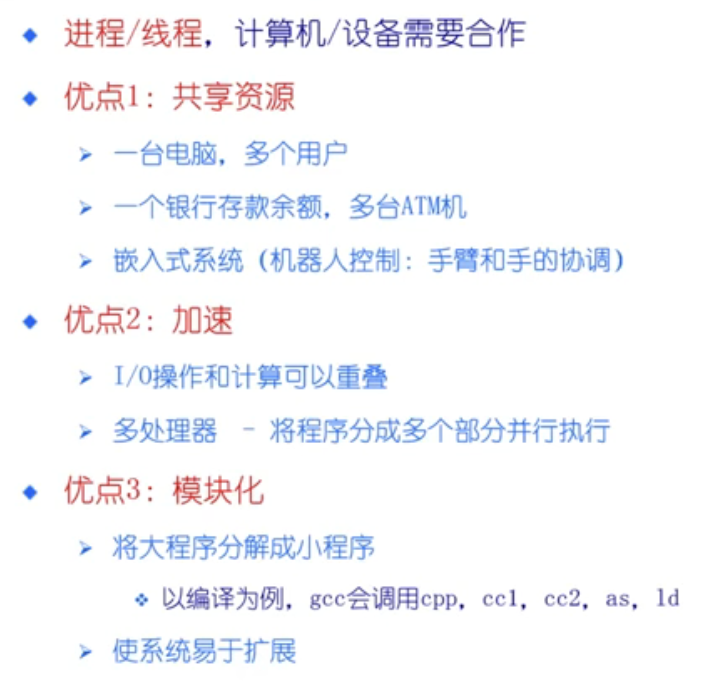 进程/线程，计算机/设备需要合作
优点1：共享资源
一台电脑，多个用户
一个银行存款余额，多台ATM机
嵌入式系统（机器人控制：手臂和手的协调）
优点2：加速
I/O操作和计算可以重叠
多处理器 - 将程序分成多个部分并行执行
优点3：模块化
将大程序分解成小程序
以编译为例，gcc会调用cpp，cc1，cc2，as，ld
使系统易于扩展